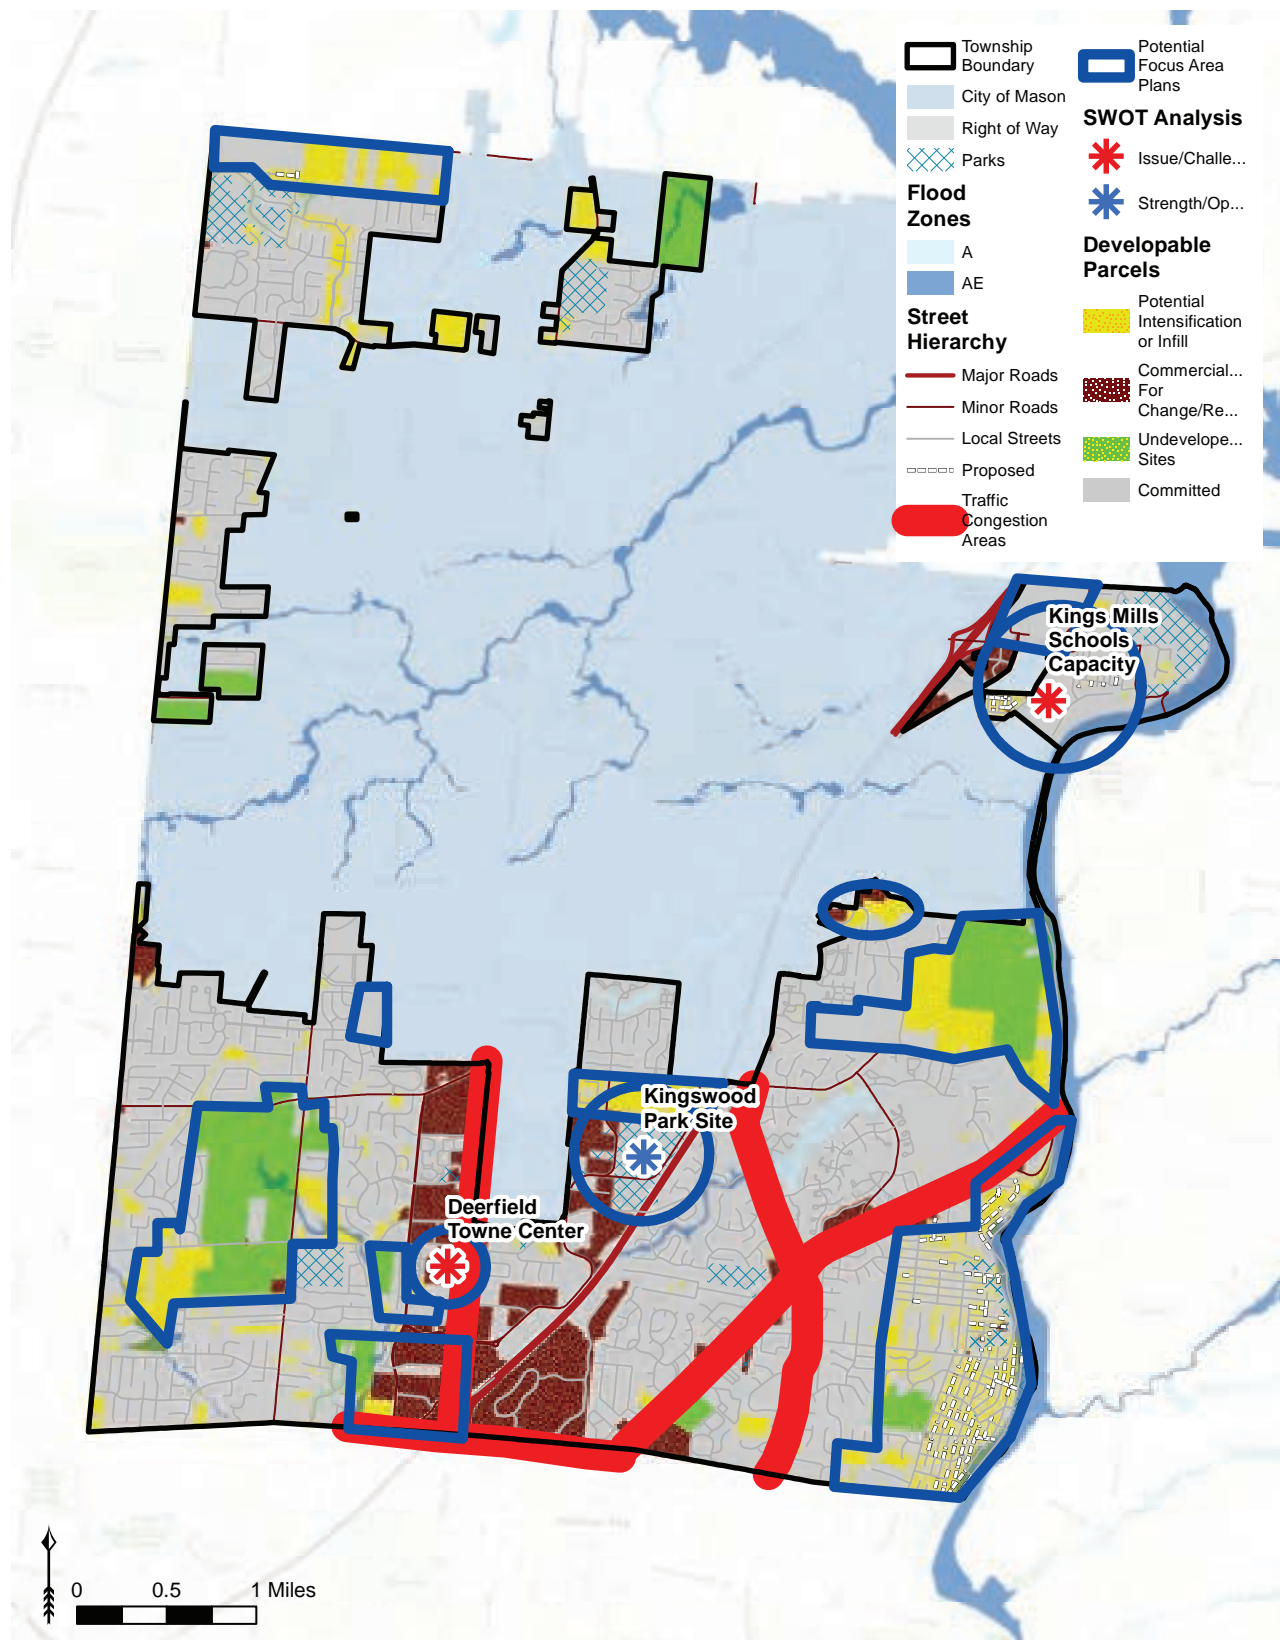 Township
Boundary
City of Mason
Right of Way
Parks
Flood
Zones
A
AE
Street
Hierarchy
Major Roads
Minor Roads
Local Streets
Proposed
Traffic
Congestion
Areas
Potential
Focus Area
Plans
SWOT Analysis
Issue/Challe...
Strength/Op...
Developable
Parcels
Potential
Intensification
or Infill
Commercial...
For
Change/Re...
Undevelope...
Sites
Committed
Kings Mills
Schools
Capacity
Kingswood
Park Site
Deerfield
Towne Center
0 0.5 1 Miles